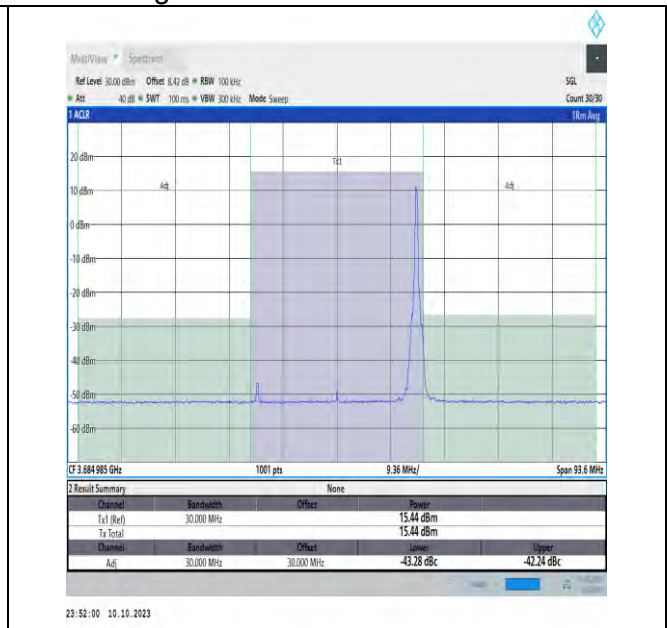 MultiView Spectrum
Ref Level 30.00 dBm Offset 8.42 dB RBW 100 kHz SGL
Att 40 dB SWT 100 ms VBW 300 kHz Mode Sweep Count 30/30
1 ACLR 1Rm Avg
20 dBm
Tx1
Adj Adj
10 dBm
0 dBm
-10 dBm
-20 dBm
-30 dBm
-40 dBm
-50 dBm
-60 dBm
CF 3.684 985 GHz 1001 pts 9.36 MHz/ Span 93.6 MHz
2 Result Summary None
Channel Bandwidth Offset Power
Tx1 (Ref) 30.000 MHz 15.44 dBm
Tx Total 15.44 dBm
Channel Bandwidth Offset Lower Upper
Adj 30.000 MHz 30.000 MHz -43.28 dBc -42.24 dBc
23:52:00 10.10.2023